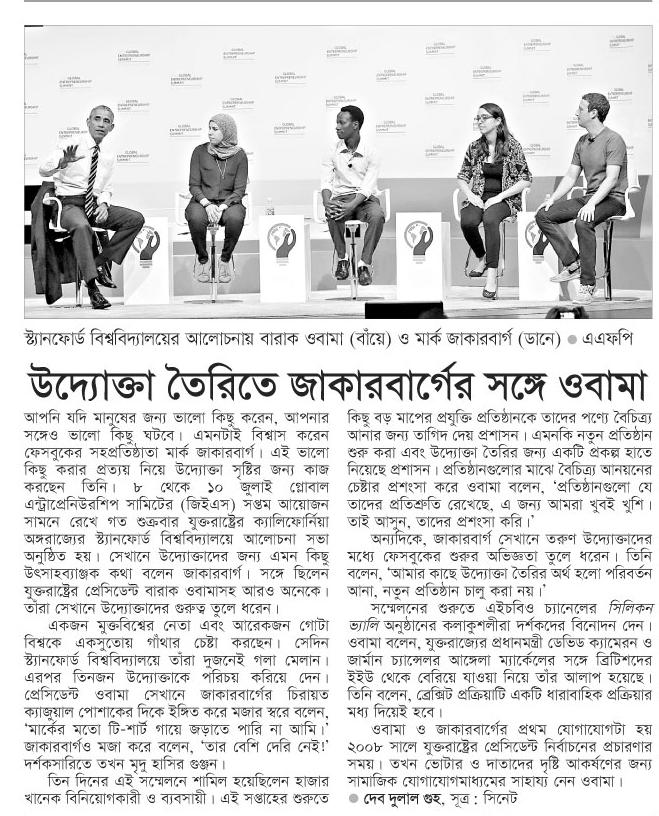 GLOBAL ENTREPRENEURSHIP SUMMIT
স্ট্যানফোর্ড বিশ্ববিদ্যালয়ের আলোচনায় বারাক ওবামা (বাঁয়ে) ও মার্ক জাকারবার্গ (ডানে) ● এএফপি
উদ্যোক্তা তৈরিতে জাকারবার্গের সঙ্গে ওবামা
আপনি যদি মানুষের জন্য ভালো কিছু করেন, আপনার
সঙ্গেও ভালো কিছু ঘটবে। এমনটাই বিশ্বাস করেন
ফেসবুকের সহপ্রতিষ্ঠাতা মার্ক জাকারবার্গ। এই ভালো
কিছু করার প্রত্যয় নিয়ে উদ্যোক্তা সৃষ্টির জন্য কাজ
করছেন তিনি। ৮ থেকে ১০ জুলাই গ্লোবাল
এন্ট্রাপ্রেনিউরশিপ সামিটের (জিইএস) সপ্তম আয়োজন
সামনে রেখে গত শুক্রবার যুক্তরাষ্ট্রের ক্যালিফোর্নিয়া
অঙ্গরাজ্যের স্ট্যানফোর্ড বিশ্ববিদ্যালয়ে আলোচনা সভা
অনুষ্ঠিত হয়। সেখানে উদ্যোক্তাদের জন্য এমন কিছু
উৎসাহব্যাঞ্জক কথা বলেন জাকারবার্গ। সঙ্গে ছিলেন
যুক্তরাষ্ট্রের প্রেসিডেন্ট বারাক ওবামাসহ আরও অনেকে।
তাঁরা সেখানে উদ্যোক্তাদের গুরুত্ব তুলে ধরেন।
একজন মুক্তবিশ্বের নেতা এবং আরেকজন গোটা
বিশ্বকে একসুতোয় গাঁথার চেষ্টা করছেন। সেদিন
স্ট্যানফোর্ড বিশ্ববিদ্যালয়ে তাঁরা দুজনেই গলা মেলান।
এরপর তিনজন উদ্যোক্তাকে পরিচয় করিয়ে দেন।
প্রেসিডেন্ট ওবামা সেখানে জাকারবার্গের চিরায়ত
ক্যাজুয়াল পোশাকের দিকে ইঙ্গিত করে মজার স্বরে বলেন,
‘মার্কের মতো টি-শার্ট গায়ে জড়াতে পারি না আমি।’
জাকারবার্গও মজা করে বলেন, ‘তার বেশি দেরি নেই!’
দর্শকসারিতে তখন মৃদু হাসির গুঞ্জন।
তিন দিনের এই সম্মেলনে শামিল হয়েছিলেন হাজার
খানেক বিনিয়োগকারী ও ব্যবসায়ী। এই সপ্তাহের শুরুতে
কিছু বড় মাপের প্রযুক্তি প্রতিষ্ঠানকে তাদের পণ্যে বৈচিত্র্য
আনার জন্য তাগিদ দেয় প্রশাসন। এমনকি নতুন প্রতিষ্ঠান
শুরু করা এবং উদ্যোক্তা তৈরির জন্য একটি প্রকল্প হাতে
নিয়েছে প্রশাসন। প্রতিষ্ঠানগুলোর মাঝে বৈচিত্র্য আনয়নের
চেষ্টার প্রশংসা করে ওবামা বলেন, ‘প্রতিষ্ঠানগুলো যে
তাদের প্রতিশ্রুতি রেখেছে, এ জন্য আমরা খুবই খুশি।
তাই আসুন, তাদের প্রশংসা করি।’
অন্যদিকে, জাকারবার্গ সেখানে তরুণ উদ্যোক্তাদের
মধ্যে ফেসবুকের শুরুর অভিজ্ঞতা তুলে ধরেন। তিনি
বলেন, ‘আমার কাছে উদ্যোক্তা তৈরির অর্থ হলো পরিবর্তন
আনা, নতুন প্রতিষ্ঠান চালু করা নয়।’
সম্মেলনের শুরুতে এইচবিও চ্যানেলের সিলিকন
ভ্যালি অনুষ্ঠানের কলাকুশলীরা দর্শকদের বিনোদন দেন।
ওবামা বলেন, যুক্তরাজ্যের প্রধানমন্ত্রী ডেভিড ক্যামেরন ও
জার্মান চ্যান্সেলর আঙ্গেলা ম্যার্কেলের সঙ্গে ব্রিটিশদের
ইইউ থেকে বেরিয়ে যাওয়া নিয়ে তাঁর আলাপ হয়েছে।
তিনি বলেন, ব্রেক্সিট প্রক্রিয়াটি একটি ধারাবাহিক প্রক্রিয়ার
মধ্য দিয়েই হবে।
ওবামা ও জাকারবার্গের প্রথম যোগাযোগটা হয়
২০০৮ সালে যুক্তরাষ্ট্রের প্রেসিডেন্ট নির্বাচনের প্রচারণার
সময়। তখন ভোটার ও দাতাদের দৃষ্টি আকর্ষণের জন্য
সামাজিক যোগাযোগমাধ্যমের সাহায্য নেন ওবামা।
● দেব দুলাল গুহ, সূত্র : সিনেট